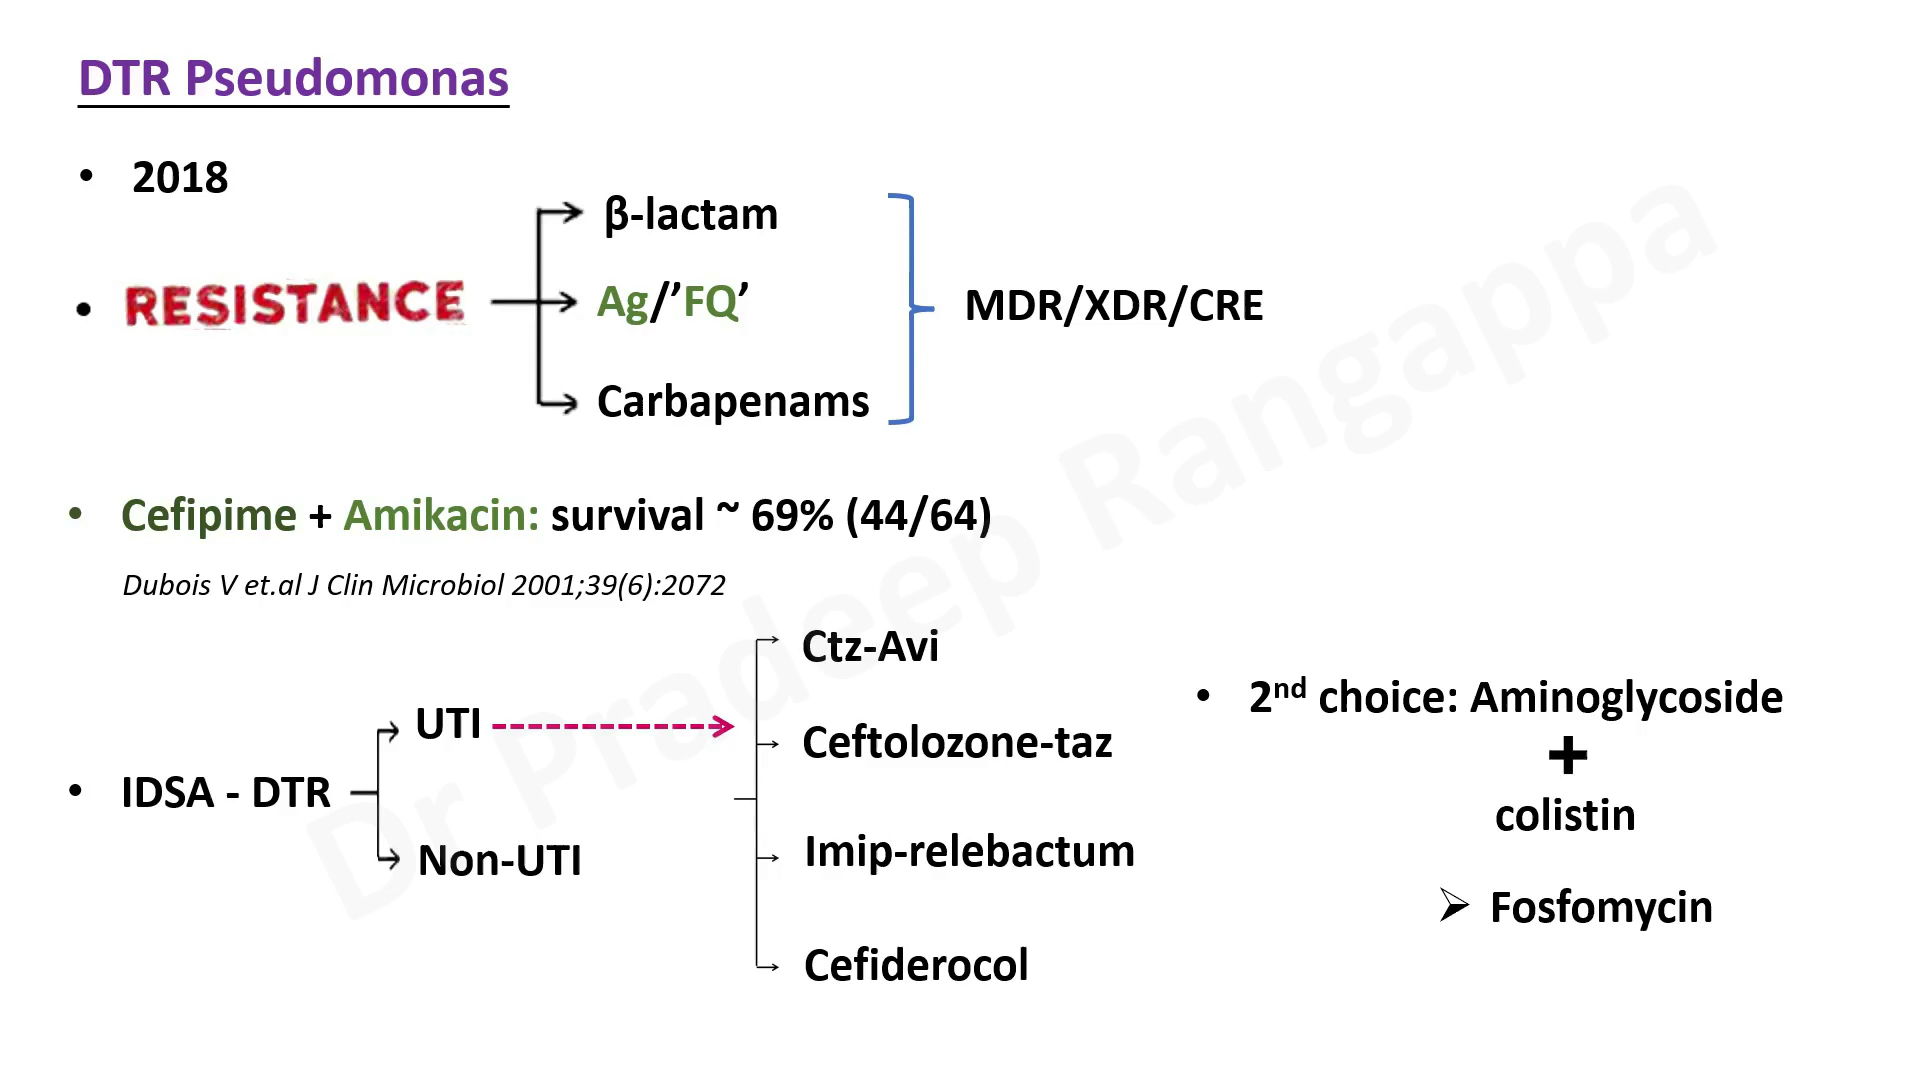 DTR Pseudomonas
• 2018
• RESISTANCE
β-lactam
Ag/’FQ’
Carbapenams
MDR/XDR/CRE
• Cefipime + Amikacin: survival ~ 69% (44/64)
Dubois V et.al J Clin Microbiol 2001;39(6):2072
• IDSA - DTR
UTI
Non-UTI
Ctz-Avi
Ceftolozone-taz
Imip-relebactum
Cefiderocol
• 2nd choice: Aminoglycoside
+
colistin
➢ Fosfomycin
Dr Pradeep Rangappa